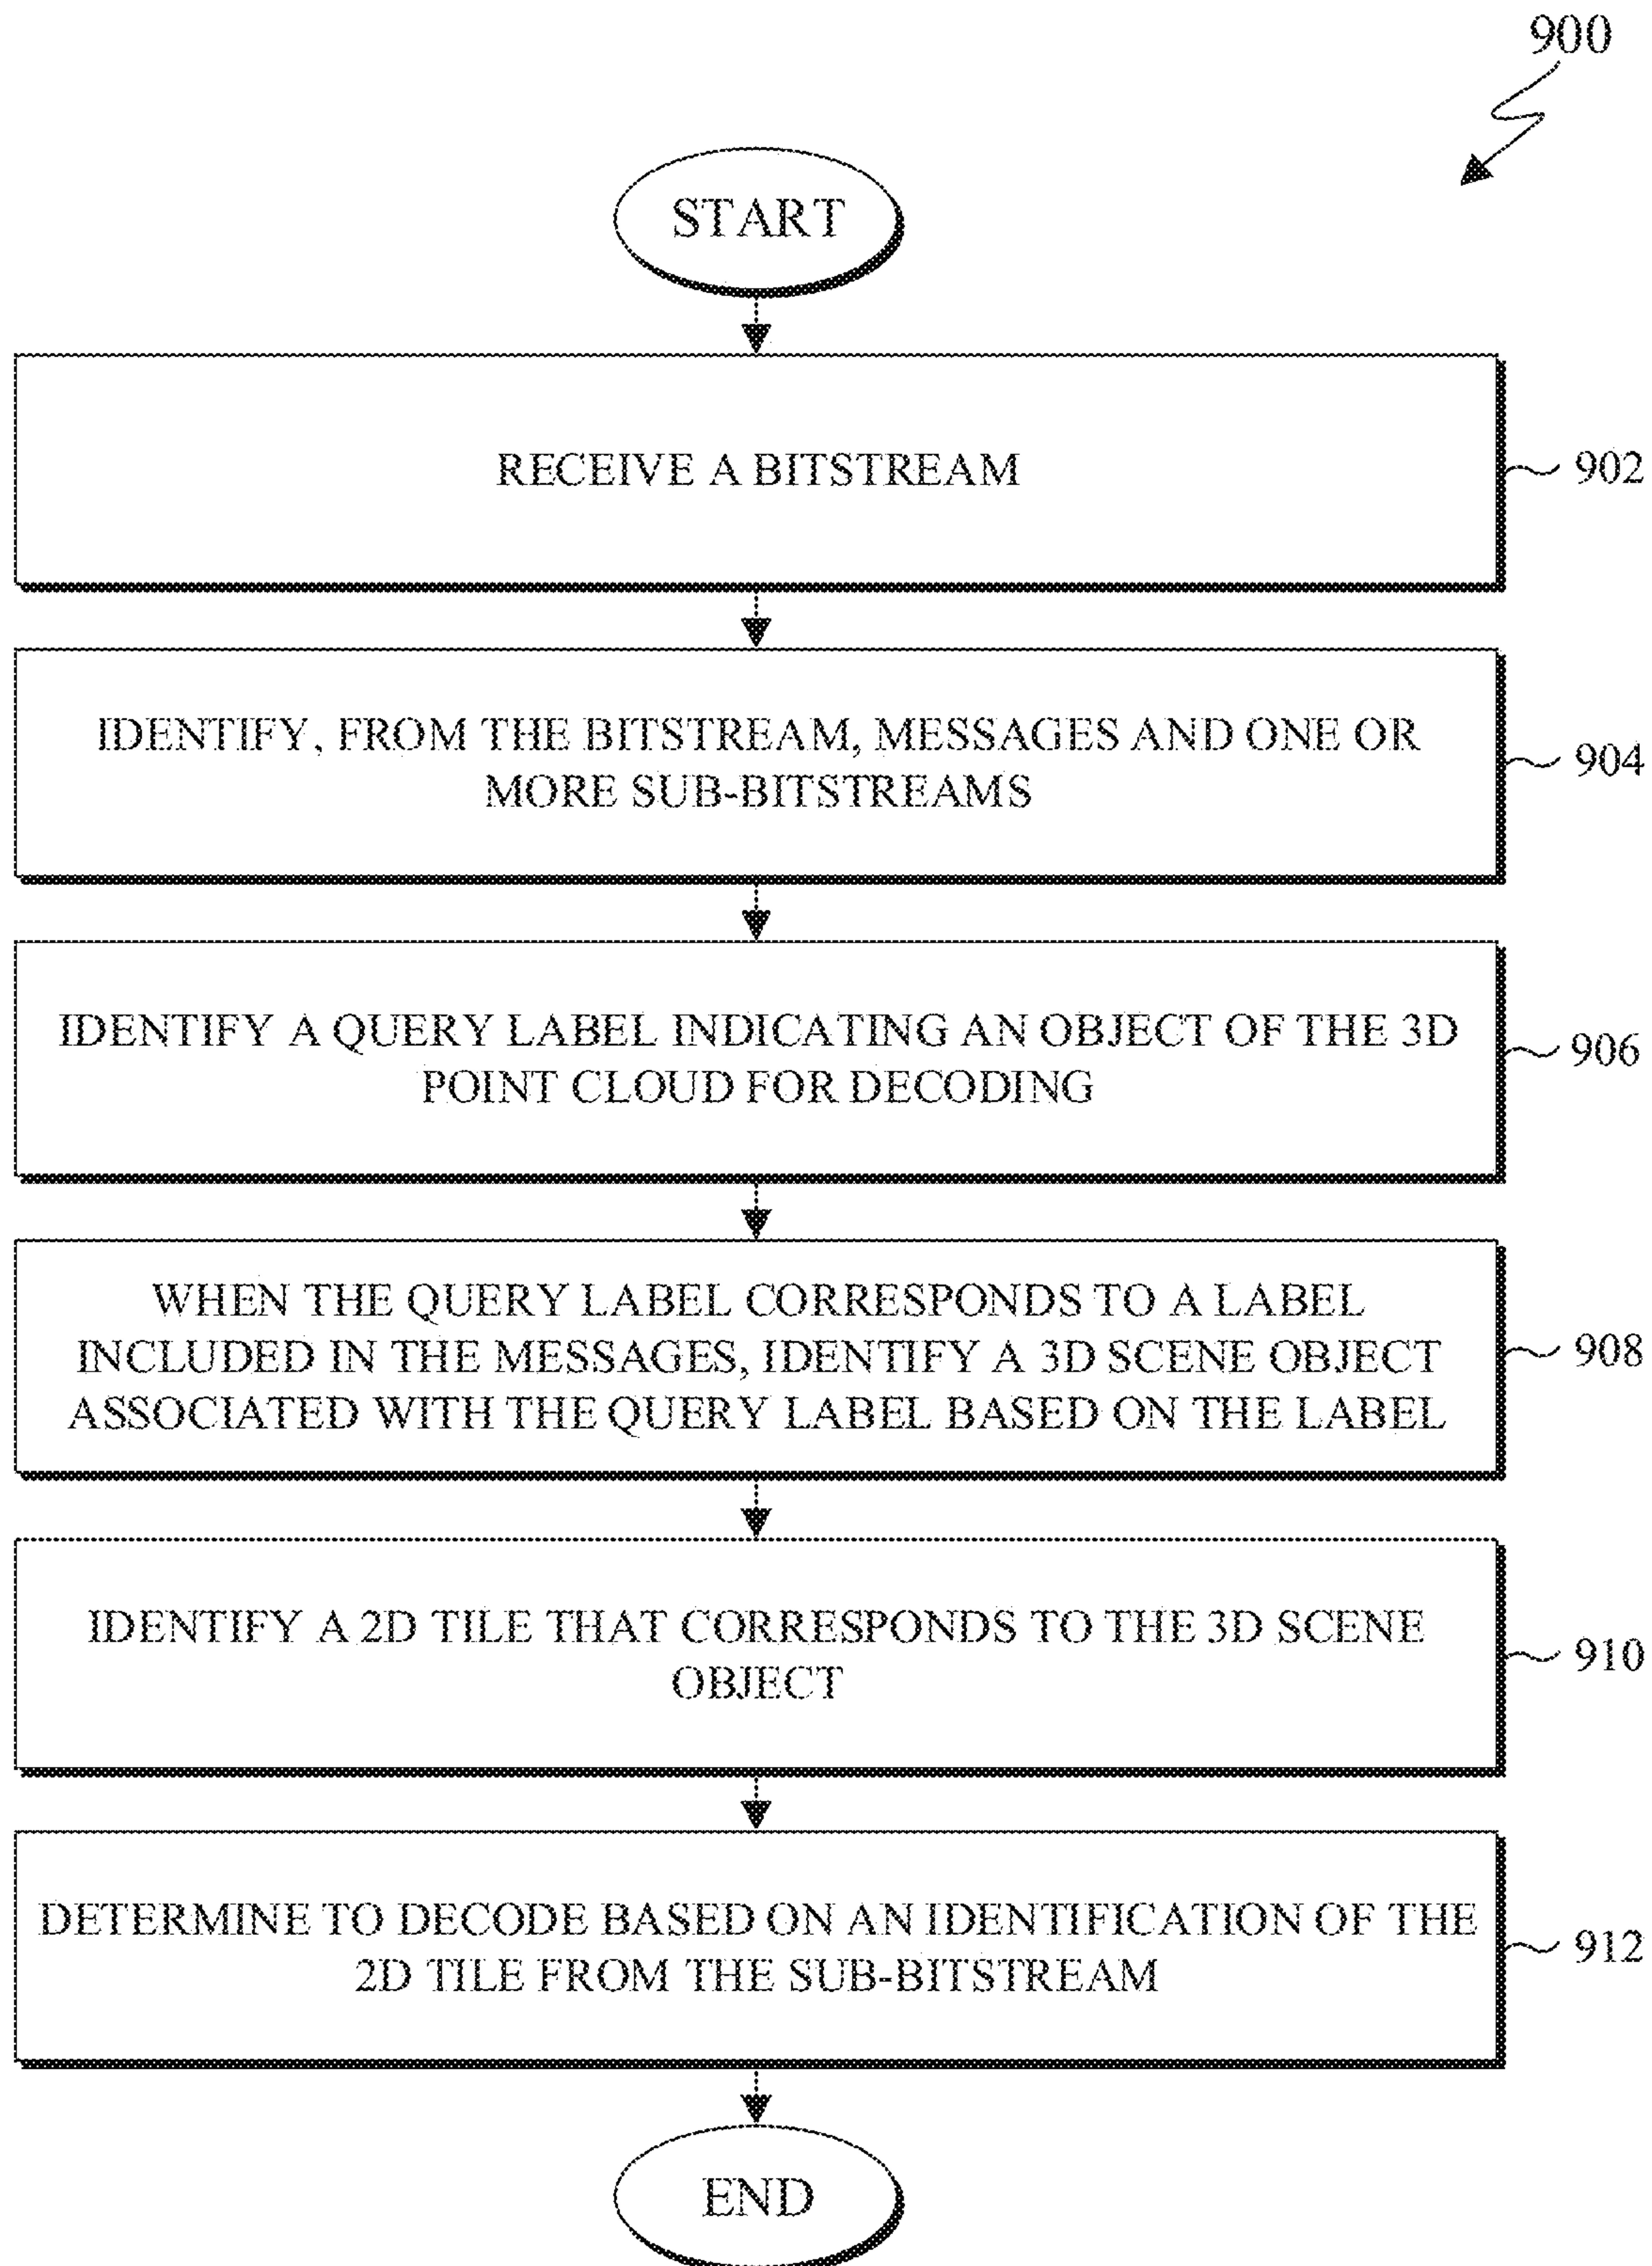 900
START
RECEIVE A BITSTREAM
902
IDENTIFY, FROM THE BITSTREAM, MESSAGES AND ONE OR
MORE SUB-BITSTREAMS
904
IDENTIFY A QUERY LABEL INDICATING AN OBJECT OF THE 3D
POINT CLOUD FOR DECODING
906
WHEN THE QUERY LABEL CORRESPONDS TO A LABEL
INCLUDED IN THE MESSAGES, IDENTIFY A 3D SCENE OBJECT
ASSOCIATED WITH THE QUERY LABEL BASED ON THE LABEL
908
IDENTIFY A 2D TILE THAT CORRESPONDS TO THE 3D SCENE
OBJECT
910
DETERMINE TO DECODE BASED ON AN IDENTIFICATION OF THE
2D TILE FROM THE SUB-BITSTREAM
912
END